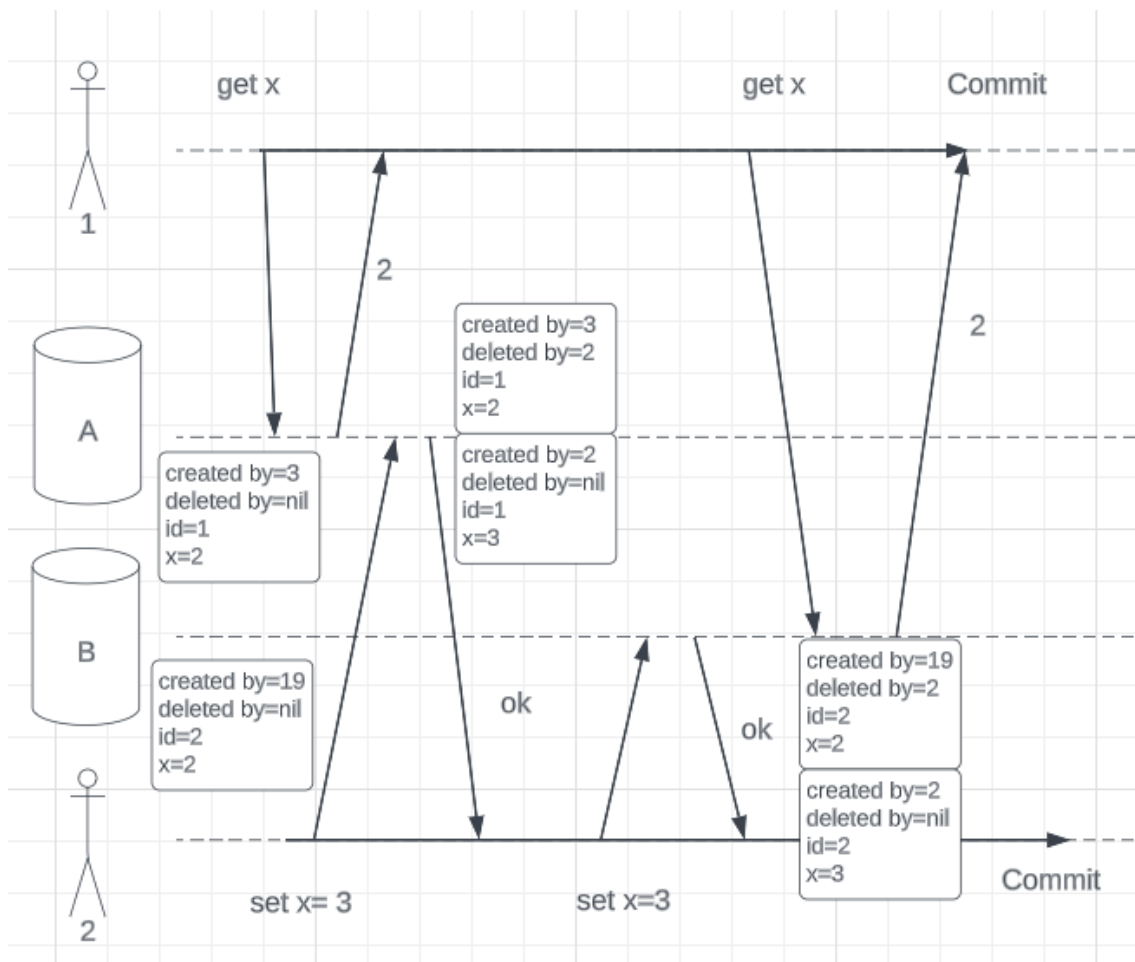 get x
get x
Commit
1
2
2
A
created by=3
deleted by=2
id=1
x=2
created by=3
deleted by=nil
id=1
x=2
created by=2
deleted by=nil
id=1
x=3
B
created by=19
deleted by=nil
id=2
x=2
ok
ok
created by=19
deleted by=2
id=2
x=2
created by=2
deleted by=nil
id=2
x=3
2
set x= 3
set x=3
Commit